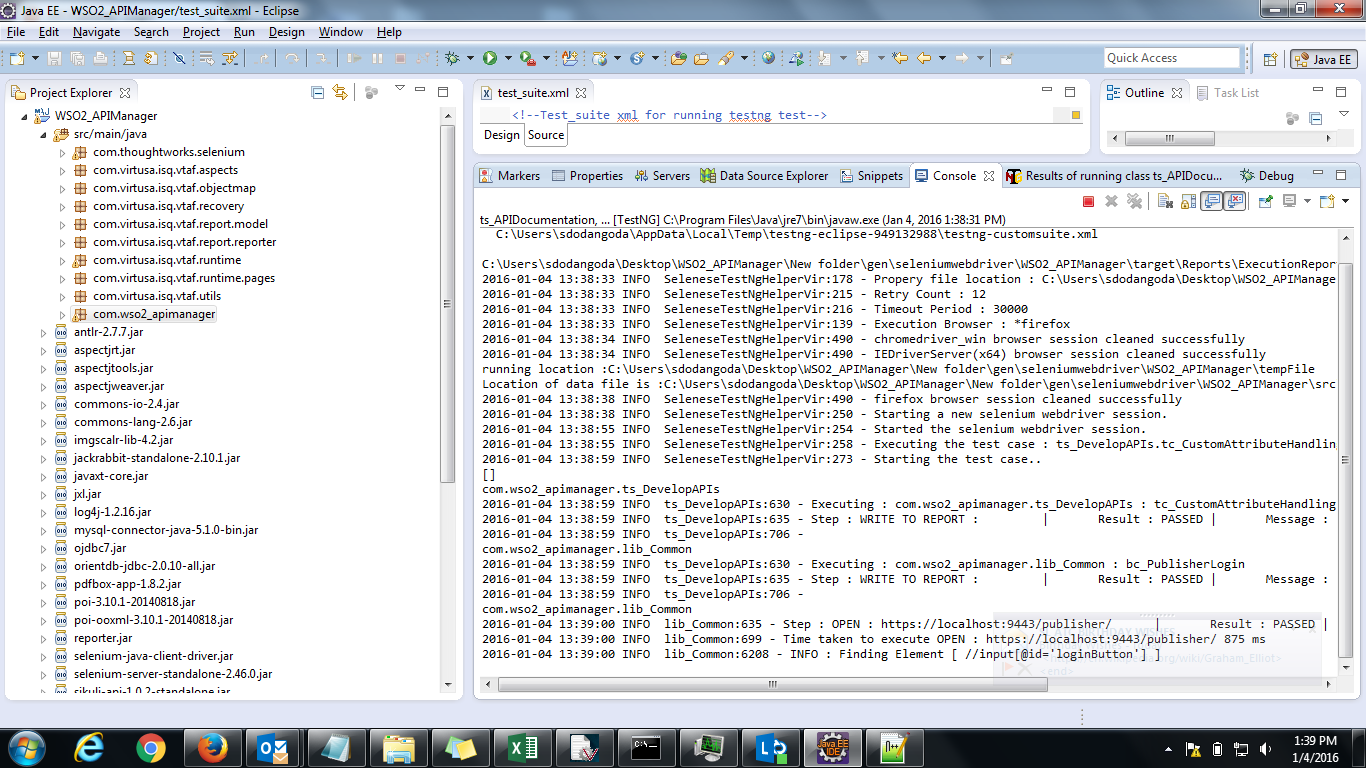 Java EE - WSO2_APIManager/test_suite.xml - Eclipse
File Edit Navigate Search Project Run Design Window Help
Quick Access
Java EE
Project Explorer
WSO2_APIManager
src/main/java
com.thoughtworks.selenium
com.virtusa.isq.vtaf.aspects
com.virtusa.isq.vtaf.objectmap
com.virtusa.isq.vtaf.recovery
com.virtusa.isq.vtaf.report.model
com.virtusa.isq.vtaf.report.reporter
com.virtusa.isq.vtaf.runtime
com.virtusa.isq.vtaf.runtime.pages
com.virtusa.isq.vtaf.utils
com.wso2_apimanager
antlr-2.7.7.jar
aspectjrt.jar
aspectjtools.jar
aspectjweaver.jar
commons-io-2.4.jar
commons-lang-2.6.jar
imgscalr-lib-4.2.jar
jackrabbit-standalone-2.10.1.jar
javaxt-core.jar
jxl.jar
log4j-1.2.16.jar
mysql-connector-java-5.1.0-bin.jar
ojdbc7.jar
orientdb-jdbc-2.0.10-all.jar
pdfbox-app-1.8.2.jar
poi-3.10.1-20140818.jar
poi-ooxml-3.10.1-20140818.jar
reporter.jar
selenium-java-client-driver.jar
selenium-server-standalone-2.46.0.jar
sikuli-api-1.0.2-standalone.jar
test_suite.xml
<!--Test_suite xml for running testng test-->
Design Source
Outline Task List
Markers Properties Servers Data Source Explorer Snippets Console Results of running class ts_APIDocu... Debug
ts_APIDocumentation, ... [TestNG] C:\Program Files\Java\jre7\bin\javaw.exe (Jan 4, 2016 1:38:31 PM)
C:\Users\sdodangoda\AppData\Local\Temp\testng-eclipse-949132988\testng-customsuite.xml
C:\Users\sdodangoda\Desktop\WSO2_APIManager\New folder\gen\seleniumwebdriver\WSO2_APIManager\target\Reports\ExecutionRepor
2016-01-04 13:38:33 INFO SeleneseTestNgHelperVir:178 - Propery file location : C:\Users\sdodangoda\Desktop\WSO2_APIManage
2016-01-04 13:38:33 INFO SeleneseTestNgHelperVir:215 - Retry Count : 12
2016-01-04 13:38:33 INFO SeleneseTestNgHelperVir:216 - Timeout Period : 30000
2016-01-04 13:38:33 INFO SeleneseTestNgHelperVir:139 - Execution Browser : *firefox
2016-01-04 13:38:34 INFO SeleneseTestNgHelperVir:490 - chromedriver_win browser session cleaned successfully
2016-01-04 13:38:34 INFO SeleneseTestNgHelperVir:490 - IEDriverServer(x64) browser session cleaned successfully
running location :C:\Users\sdodangoda\Desktop\WSO2_APIManager\New folder\gen\seleniumwebdriver\WSO2_APIManager\tempFile
Location of data file is :C:\Users\sdodangoda\Desktop\WSO2_APIManager\New folder\gen\seleniumwebdriver\WSO2_APIManager\src
2016-01-04 13:38:38 INFO SeleneseTestNgHelperVir:490 - firefox browser session cleaned successfully
2016-01-04 13:38:38 INFO SeleneseTestNgHelperVir:250 - Starting a new selenium webdriver session.
2016-01-04 13:38:55 INFO SeleneseTestNgHelperVir:254 - Started the selenium webdriver session.
2016-01-04 13:38:55 INFO SeleneseTestNgHelperVir:258 - Executing the test case : ts_DevelopAPIs.tc_CustomAttributeHandlin
2016-01-04 13:38:59 INFO SeleneseTestNgHelperVir:273 - Starting the test case..
[]
com.wso2_apimanager.ts_DevelopAPIs
2016-01-04 13:38:59 INFO ts_DevelopAPIs:630 - Executing : com.wso2_apimanager.ts_DevelopAPIs : tc_CustomAttributeHandling
2016-01-04 13:38:59 INFO ts_DevelopAPIs:635 - Step : WRITE TO REPORT : | Result : PASSED | Message :
2016-01-04 13:38:59 INFO ts_DevelopAPIs:706 -
com.wso2_apimanager.lib_Common
2016-01-04 13:38:59 INFO ts_DevelopAPIs:630 - Executing : com.wso2_apimanager.lib_Common : bc_PublisherLogin
2016-01-04 13:38:59 INFO ts_DevelopAPIs:635 - Step : WRITE TO REPORT : | Result : PASSED | Message :
2016-01-04 13:38:59 INFO ts_DevelopAPIs:706 -
com.wso2_apimanager.lib_Common
2016-01-04 13:39:00 INFO lib_Common:635 - Step : OPEN : https://localhost:9443/publisher/ | Result : PASSED |
2016-01-04 13:39:00 INFO lib_Common:699 - Time taken to execute OPEN : https://localhost:9443/publisher/ 875 ms
2016-01-04 13:39:00 INFO lib_Common:6208 - INFO : Finding Element [ //input[@id='loginButton'] ]
.org/wiki/Graham_Elliot>
<end>
Java EE
IDE
1:39 PM
1/4/2016